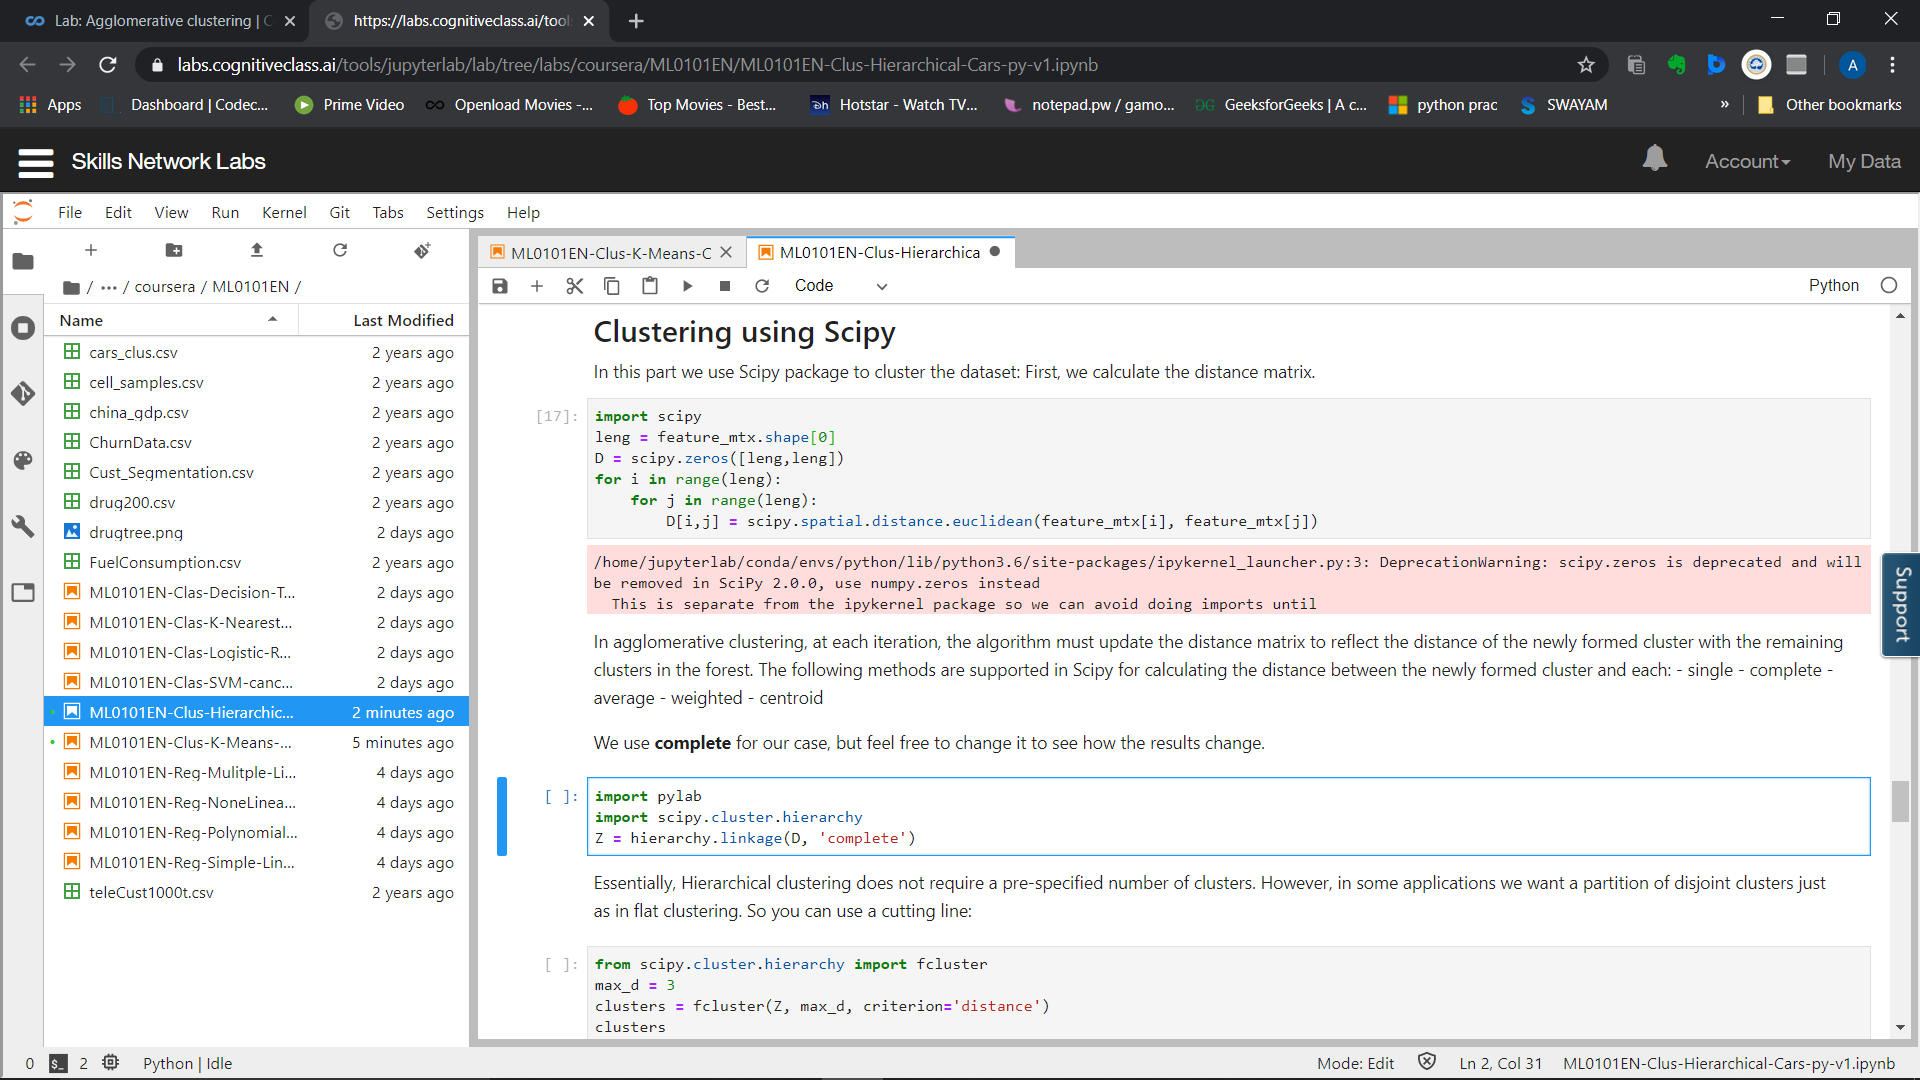 Lab: Agglomerative clustering | C
https://labs.cognitiveclass.ai/tool
labs.cognitiveclass.ai/tools/jupyterlab/lab/tree/labs/coursera/ML0101EN/ML0101EN-Clus-Hierarchical-Cars-py-v1.ipynb
A
Apps
Dashboard | Codec...
Prime Video
Openload Movies -...
Top Movies - Best...
Hotstar - Watch TV...
notepad.pw / gamo...
GeeksforGeeks | A c...
python prac
SWAYAM
»
Other bookmarks
Skills Network Labs
Account
My Data
File Edit View Run Kernel Git Tabs Settings Help
/ ··· / coursera / ML0101EN /
Name Last Modified
cars_clus.csv 2 years ago
cell_samples.csv 2 years ago
china_gdp.csv 2 years ago
ChurnData.csv 2 years ago
Cust_Segmentation.csv 2 years ago
drug200.csv 2 years ago
drugtree.png 2 days ago
FuelConsumption.csv 2 years ago
ML0101EN-Clas-Decision-T... 2 days ago
ML0101EN-Clas-K-Nearest... 2 days ago
ML0101EN-Clas-Logistic-R... 2 days ago
ML0101EN-Clas-SVM-canc... 2 days ago
ML0101EN-Clus-Hierarchic... 2 minutes ago
ML0101EN-Clus-K-Means-... 5 minutes ago
ML0101EN-Reg-Mulitple-Li... 4 days ago
ML0101EN-Reg-NoneLinea... 4 days ago
ML0101EN-Reg-Polynomial... 4 days ago
ML0101EN-Reg-Simple-Lin... 4 days ago
teleCust1000t.csv 2 years ago
ML0101EN-Clus-K-Means-C
ML0101EN-Clus-Hierarchica
Code
Python
Clustering using Scipy
In this part we use Scipy package to cluster the dataset: First, we calculate the distance matrix.
[17]: import scipy
leng = feature_mtx.shape[0]
D = scipy.zeros([leng,leng])
for i in range(leng):
    for j in range(leng):
        D[i,j] = scipy.spatial.distance.euclidean(feature_mtx[i], feature_mtx[j])
/home/jupyterlab/conda/envs/python/lib/python3.6/site-packages/ipykernel_launcher.py:3: DeprecationWarning: scipy.zeros is deprecated and will
be removed in SciPy 2.0.0, use numpy.zeros instead
  This is separate from the ipykernel package so we can avoid doing imports until
In agglomerative clustering, at each iteration, the algorithm must update the distance matrix to reflect the distance of the newly formed cluster with the remaining
clusters in the forest. The following methods are supported in Scipy for calculating the distance between the newly formed cluster and each: - single - complete -
average - weighted - centroid
We use complete for our case, but feel free to change it to see how the results change.
[ ]: import pylab
import scipy.cluster.hierarchy
Z = hierarchy.linkage(D, 'complete')
Essentially, Hierarchical clustering does not require a pre-specified number of clusters. However, in some applications we want a partition of disjoint clusters just
as in flat clustering. So you can use a cutting line:
[ ]: from scipy.cluster.hierarchy import fcluster
max_d = 3
clusters = fcluster(Z, max_d, criterion='distance')
clusters
Support
0 $_ 2 Python | Idle
Mode: Edit Ln 2, Col 31 ML0101EN-Clus-Hierarchical-Cars-py-v1.ipynb